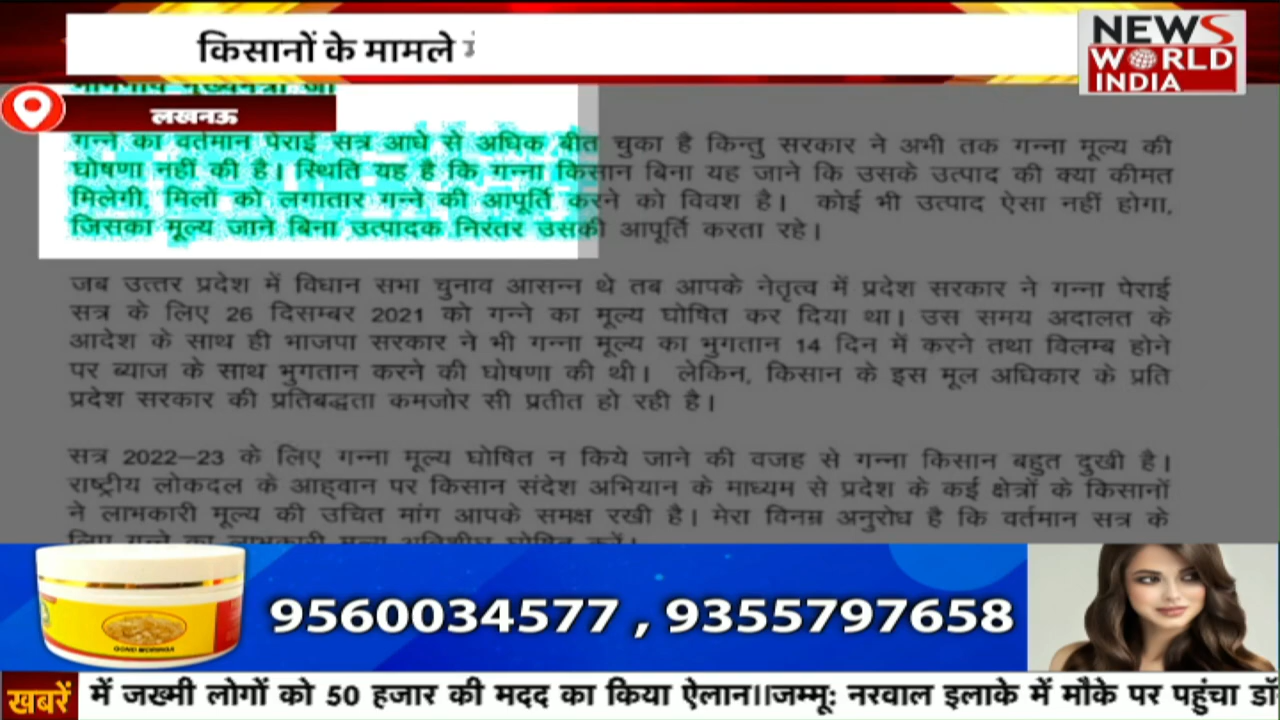 किसानों के मामले
NEWS
WORLD
INDIA
लखनऊ
गन्ने का वर्तमान पेराई सत्र आधे से अधिक बीत चुका है किन्तु सरकार ने अभी तक गन्ना मूल्य की
घोषणा नहीं की है। स्थिति यह है कि गन्ना किसान बिना यह जाने कि उसके उत्पाद की क्या कीमत
मिलेगी, मिलों को लगातार गन्ने की आपूर्ति करने को विवश है। कोई भी उत्पाद ऐसा नहीं होगा,
जिसका मूल्य जाने बिना उत्पादक निरंतर उसकी आपूर्ति करता रहे।
जब उत्तर प्रदेश में विधान सभा चुनाव आसन्न थे तब आपके नेतृत्व में प्रदेश सरकार ने गन्ना पेराई
सत्र के लिए 26 दिसम्बर 2021 को गन्ने का मूल्य घोषित कर दिया था। उस समय अदालत के
आदेश के साथ ही भाजपा सरकार ने भी गन्ना मूल्य का भुगतान 14 दिन में करने तथा विलम्ब होने
पर ब्याज के साथ भुगतान करने की घोषणा की थी। लेकिन, किसान के इस मूल अधिकार के प्रति
प्रदेश सरकार की प्रतिबद्धता कमजोर सी प्रतीत हो रही है।
सत्र 2022–23 के लिए गन्ना मूल्य घोषित न किये जाने की वजह से गन्ना किसान बहुत दुखी है।
राष्ट्रीय लोकदल के आह्वान पर किसान संदेश अभियान के माध्यम से प्रदेश के कई क्षेत्रों के किसानों
ने लाभकारी मूल्य की उचित मांग आपके समक्ष रखी है। मेरा विनम्र अनुरोध है कि वर्तमान सत्र के
GOND MORINGA
9560034577 , 9355797658
खबरें
में जख्मी लोगों को 50 हजार की मदद का किया ऐलान।।जम्मू: नरवाल इलाके में मौके पर पहुंचा